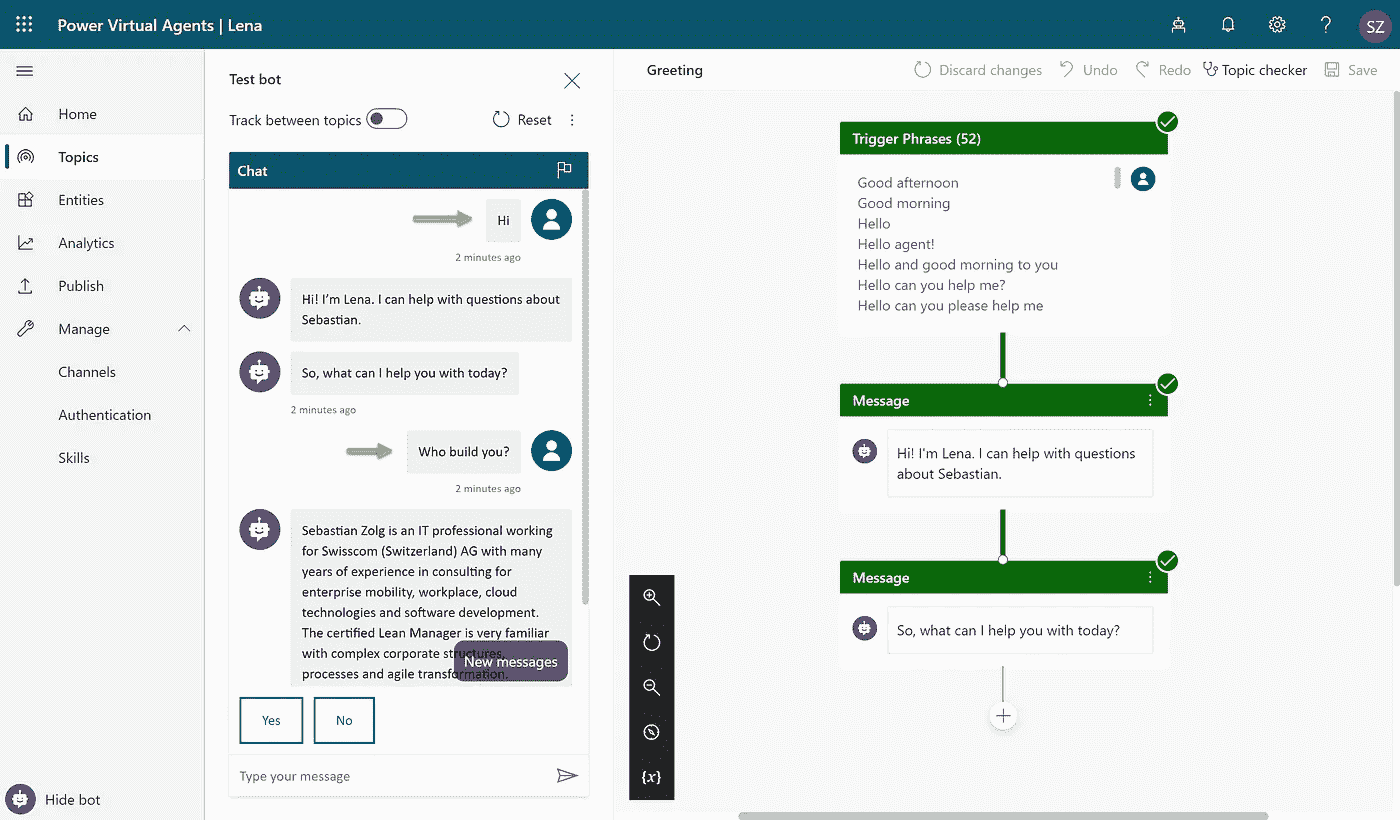 Power Virtual Agents | Lena
SZ
Home
Topics
Entities
Analytics
Publish
Manage
Channels
Authentication
Skills
Hide bot
Test bot
Track between topics
Reset
Chat
Hi
2 minutes ago
Hi! I'm Lena. I can help with questions about
Sebastian.
So, what can I help you with today?
2 minutes ago
Who build you?
2 minutes ago
Sebastian Zolg is an IT professional working
for Swisscom (Switzerland) AG with many
years of experience in consulting for
enterprise mobility, workplace, cloud
technologies and software development.
The certified Lean Manager is very familiar
with complex corporate structures,
processes and agile transformation.
New messages
Yes
No
Type your message
Greeting
Discard changes
Undo
Redo
Topic checker
Save
Trigger Phrases (52)
Good afternoon
Good morning
Hello
Hello agent!
Hello and good morning to you
Hello can you help me?
Hello can you please help me
Message
Hi! I'm Lena. I can help with questions
about Sebastian.
Message
So, what can I help you with today?
{x}